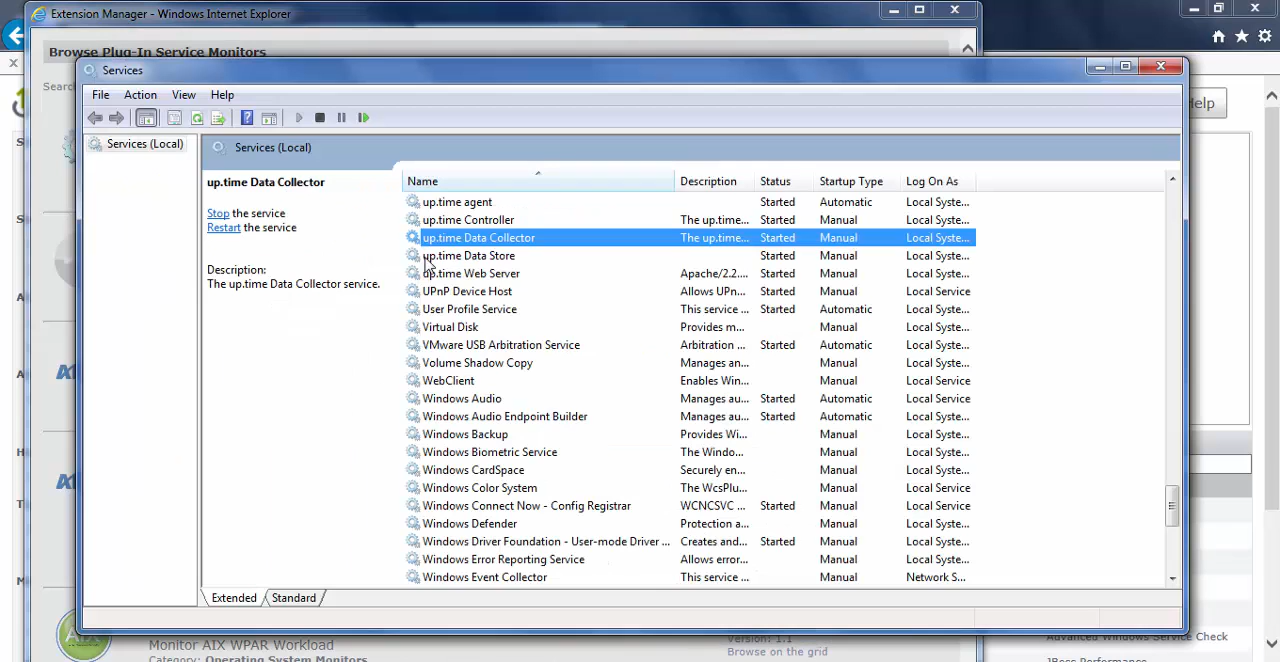 Extension Manager - Windows Internet Explorer
Browse Plug-In Service Monitors
Services
Searc
Help
File Action View Help
Services (Local)
Services (Local)
up.time Data Collector
Stop the service
Restart the service
Description:
The up.time Data Collector service.
Name Description Status Startup Type Log On As
up.time agent Started Automatic Local Syste...
up.time Controller The up.time... Started Manual Local Syste...
up.time Data Collector The up.time... Started Manual Local Syste...
up.time Data Store Started Manual Local Syste...
up.time Web Server Apache/2.2.... Started Manual Local Syste...
UPnP Device Host Allows UPn... Started Manual Local Service
User Profile Service This service ... Started Automatic Local Syste...
Virtual Disk Provides m... Manual Local Syste...
VMware USB Arbitration Service Arbitration ... Started Automatic Local Syste...
Volume Shadow Copy Manages an... Manual Local Syste...
WebClient Enables Win... Manual Local Service
Windows Audio Manages au... Started Automatic Local Service
Windows Audio Endpoint Builder Manages au... Started Automatic Local Syste...
Windows Backup Provides Wi... Manual Local Syste...
Windows Biometric Service The Windo... Manual Local Syste...
Windows CardSpace Securely en... Manual Local Syste...
Windows Color System The WcsPlu... Manual Local Service
Windows Connect Now - Config Registrar WCNCSVC ... Started Manual Local Service
Windows Defender Protection a... Manual Local Syste...
Windows Driver Foundation - User-mode Driver ... Creates and... Started Manual Local Syste...
Windows Error Reporting Service Allows error... Manual Local Syste...
Windows Event Collector This service ... Manual Network S...
Extended Standard
AIX
Monitor AIX WPAR Workload
Category: Operating System Monitors
Version: 1.1
Browse on the grid
Advanced Windows Service Check
JBoss Performance